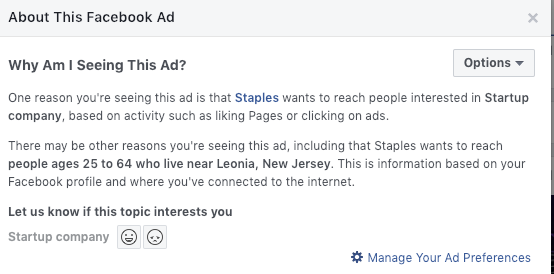 About This Facebook Ad ×
Why Am I Seeing This Ad? Options
One reason you're seeing this ad is that Staples wants to reach people interested in Startup
company, based on activity such as liking Pages or clicking on ads.
There may be other reasons you're seeing this ad, including that Staples wants to reach
people ages 25 to 64 who live near Leonia, New Jersey. This is information based on your
Facebook profile and where you've connected to the internet.
Let us know if this topic interests you
Startup company
Manage Your Ad Preferences